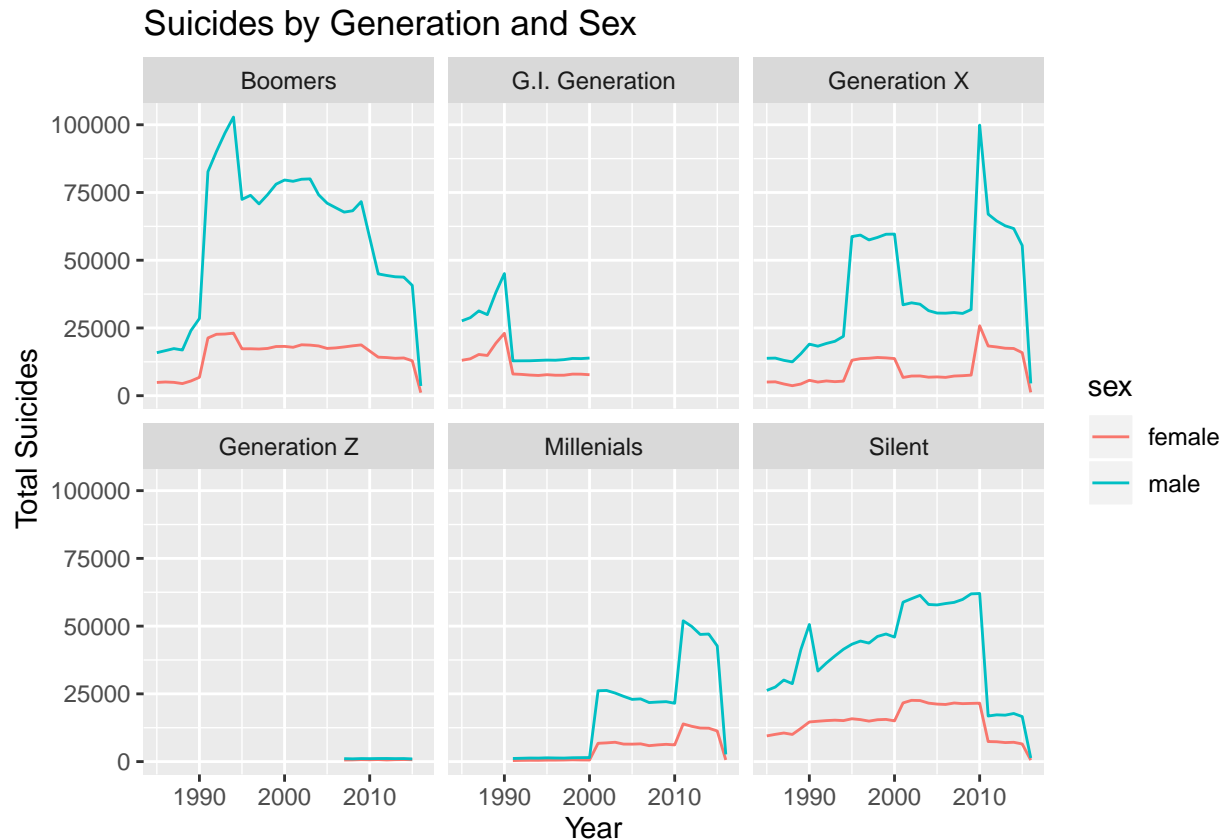 Suicides by Generation and Sex
Boomers
G.I. Generation
Generation X
100000
75000
50000
25000
0
Generation Z
Millenials
Silent
100000
75000
50000
25000
0
1990 2000 2010
1990 2000 2010
1990 2000 2010
Year
Total Suicides
sex
female
male